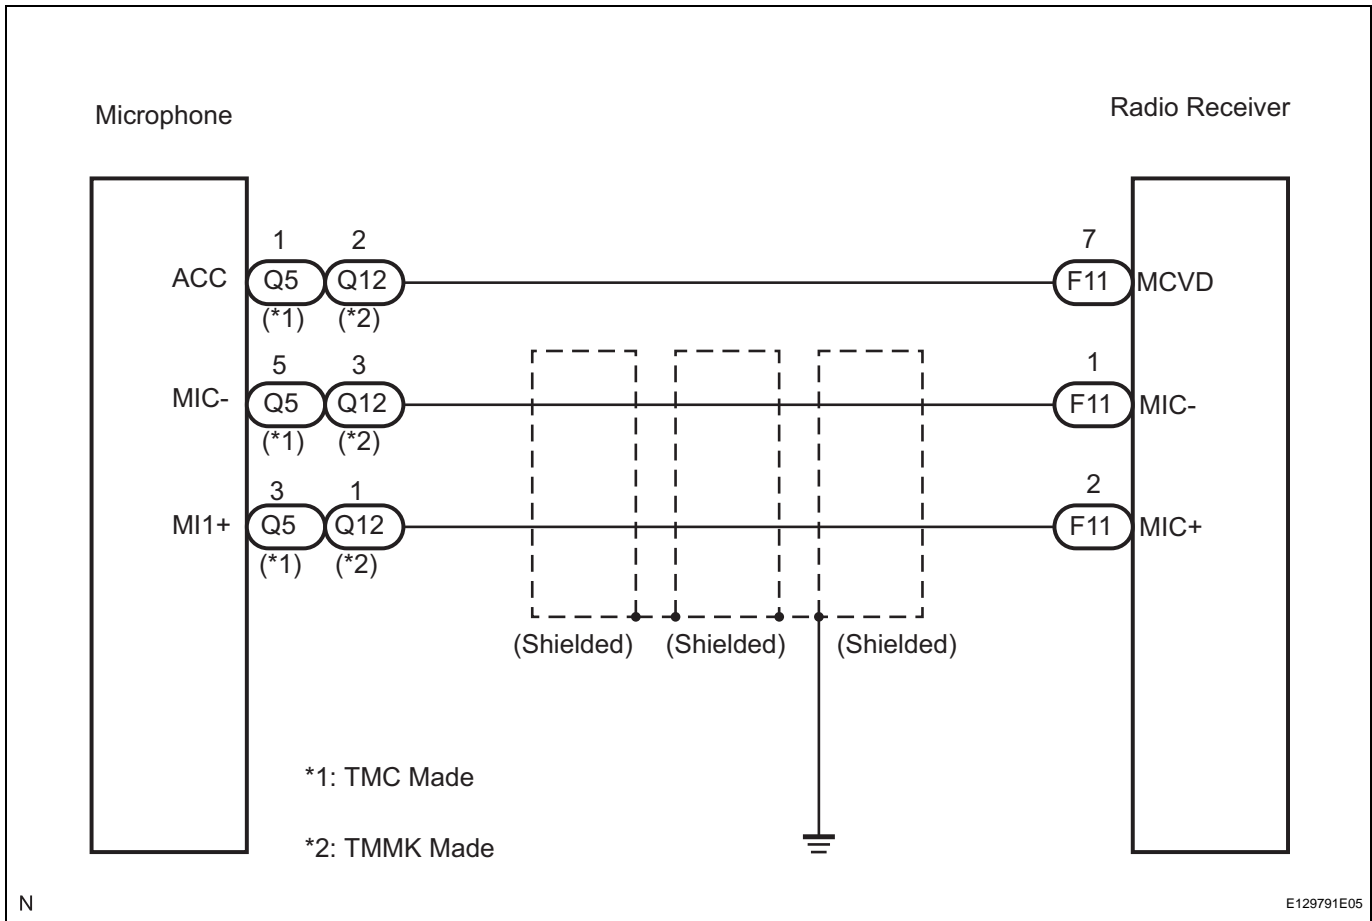 Microphone
Radio Receiver
1 2 7
ACC Q5 Q12 F11 MCVD
(*1) (*2)
5 3 1
MIC- Q5 Q12 F11 MIC-
(*1) (*2)
3 1 2
MI1+ Q5 Q12 F11 MIC+
(*1) (*2)
(Shielded) (Shielded) (Shielded)
*1: TMC Made
*2: TMMK Made
N E129791E05